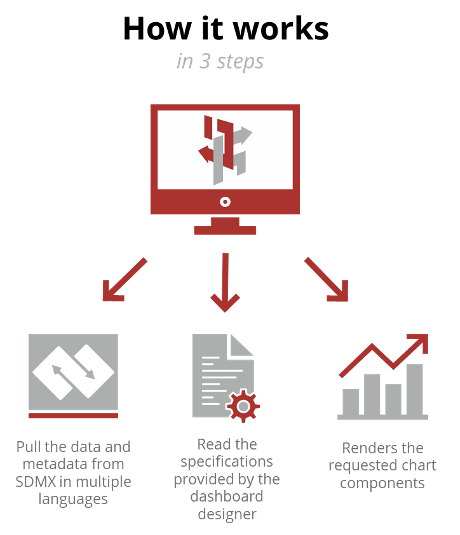 How it works
in 3 steps
Pull the data and
metadata from
SDMX in multiple
languages
Read the
specifications
provided by the
dashboard
designer
Renders the
requested chart
components